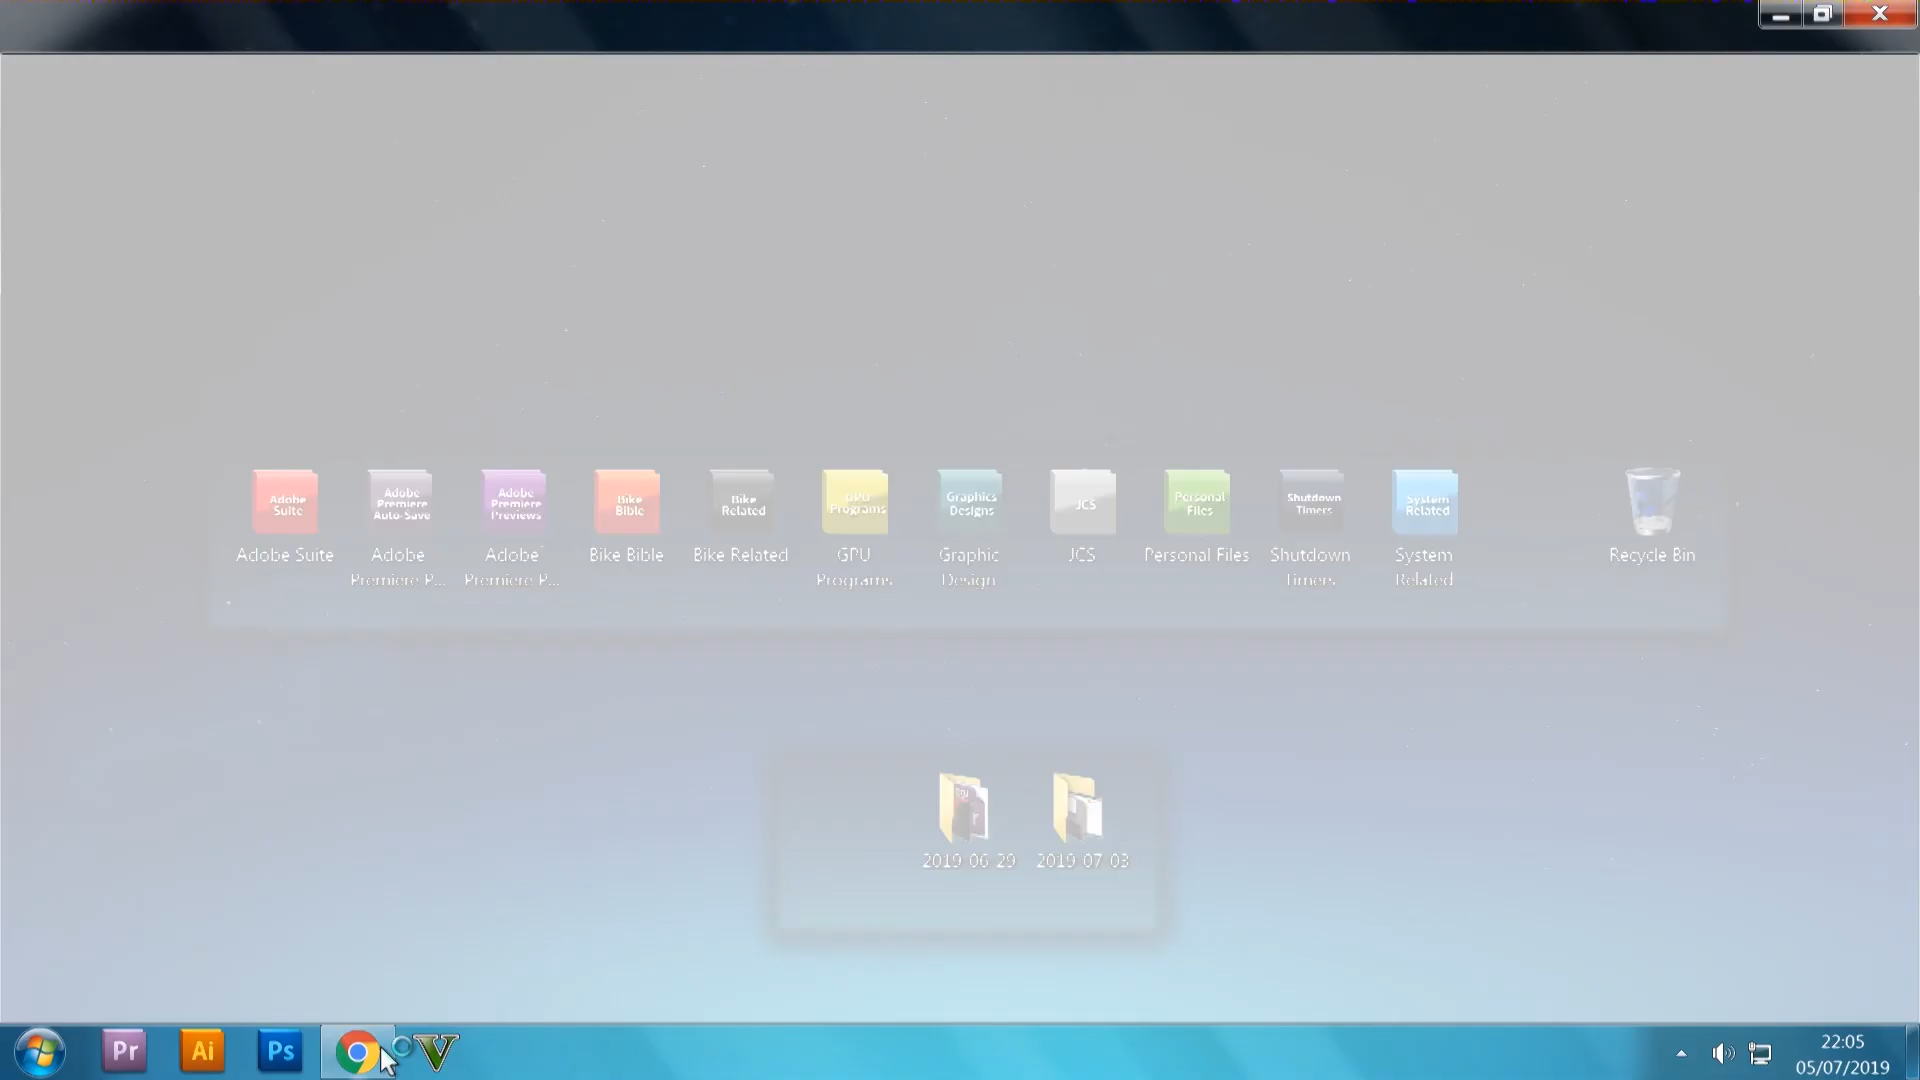 Adobe
Suite
Adobe
Premiere
Auto-Save
Adobe
Premiere
Previews
Bike
Bible
Bike
Related
GPU
Programs
Graphics
Designs
JCS
Personal
Files
Shutdown
Timers
System
Related
Adobe Suite
Adobe
Premiere P...
Adobe
Premiere P...
Bike Bible
Bike Related
GPU
Programs
Graphic
Design
JCS
Personal Files
Shutdown
Timers
System
Related
Recycle Bin
2019 06 29
2019 07 03
Pr
Ai
Ps
V
22:05
05/07/2019